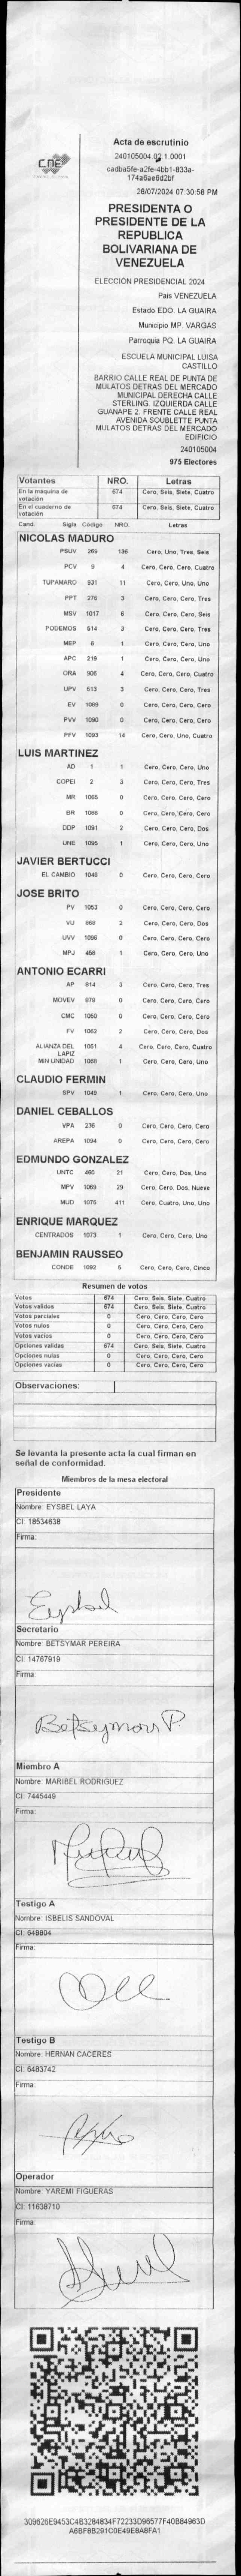 CNE
Acta de escrutinio
240105004.02.1.0001
cadba5fe-a2fe-4bb1-833a-
174a6ae6d2bf
28/07/2024 07:30:58 PM
PRESIDENTA O
PRESIDENTE DE LA
REPUBLICA
BOLIVARIANA DE
VENEZUELA
ELECCIÓN PRESIDENCIAL 2024
Pais VENEZUELA
Estado EDO. LA GUAIRA
Municipio MP. VARGAS
Parroquia PQ. LA GUAIRA
ESCUELA MUNICIPAL LUISA
CASTILLO
BARRIO CALLE REAL DE PUNTA DE
MULATOS DETRAS DEL MERCADO
MUNICIPAL DERECHA CALLE
STERLING. IZQUIERDA CALLE
GUANAPE 2. FRENTE CALLE REAL
AVENIDA SOUBLETTE PUNTA
MULATOS DETRAS DEL MERCADO
EDIFICIO
240105004
975 Electores
Votantes NRO. Letras
En la máquina de votación 674 Cero, Seis, Siete, Cuatro
En el cuaderno de votación 674 Cero, Seis, Siete, Cuatro
Cand. Sigla Código NRO. Letras
NICOLAS MADURO
PSUV 269 136 Cero, Uno, Tres, Seis
PCV 9 4 Cero, Cero, Cero, Cuatro
TUPAMARO 931 11 Cero, Cero, Uno, Uno
PPT 275 3 Cero, Cero, Cero, Tres
MSV 1017 6 Cero, Cero, Cero, Seis
PODEMOS 514 3 Cero, Cero, Cero, Tres
MEP 6 1 Cero, Cero, Cero, Uno
APC 219 1 Cero, Cero, Cero, Uno
ORA 906 4 Cero, Cero, Cero, Cuatro
UPV 613 3 Cero, Cero, Cero, Tres
EV 1089 0 Cero, Cero, Cero, Cero
PVV 1090 0 Cero, Cero, Cero, Cero
PFV 1093 14 Cero, Cero, Uno, Cuatro
LUIS MARTINEZ
AD 1 1 Cero, Cero, Cero, Uno
COPEI 2 3 Cero, Cero, Cero, Tres
MR 1065 0 Cero, Cero, Cero, Cero
BR 1066 0 Cero, Cero, Cero, Cero
DDP 1091 2 Cero, Cero, Cero, Dos
UNE 1095 1 Cero, Cero, Cero, Uno
JAVIER BERTUCCI
EL CAMBIO 1048 0 Cero, Cero, Cero, Cero
JOSE BRITO
PV 1053 0 Cero, Cero, Cero, Cero
VU 868 2 Cero, Cero, Cero, Dos
UVV 1096 0 Cero, Cero, Cero, Cero
MPJ 458 1 Cero, Cero, Cero, Uno
ANTONIO ECARRI
AP 814 3 Cero, Cero, Cero, Tres
MOVEV 978 0 Cero, Cero, Cero, Cero
CMC 1050 0 Cero, Cero, Cero, Cero
FV 1062 2 Cero, Cero, Cero, Dos
ALIANZA DEL LAPIZ 1051 4 Cero, Cero, Cero, Cuatro
MIN UNIDAD 1068 1 Cero, Cero, Cero, Uno
CLAUDIO FERMIN
SPV 1049 1 Cero, Cero, Cero, Uno
DANIEL CEBALLOS
VPA 236 0 Cero, Cero, Cero, Cero
AREPA 1094 0 Cero, Cero, Cero, Cero
EDMUNDO GONZALEZ
UNTC 460 21 Cero, Cero, Dos, Uno
MPV 1069 29 Cero, Cero, Dos, Nueve
MUD 1075 411 Cero, Cuatro, Uno, Uno
ENRIQUE MARQUEZ
CENTRADOS 1073 1 Cero, Cero, Cero, Uno
BENJAMIN RAUSSEO
CONDE 1092 5 Cero, Cero, Cero, Cinco
Resumen de votos
Votos 674 Cero, Seis, Siete, Cuatro
Votos validos 674 Cero, Seis, Siete, Cuatro
Votos parciales 0 Cero, Cero, Cero, Cero
Votos nulos 0 Cero, Cero, Cero, Cero
Votos vacios 0 Cero, Cero, Cero, Cero
Opciones validas 674 Cero, Seis, Siete, Cuatro
Opciones nulas 0 Cero, Cero, Cero, Cero
Opciones vacias 0 Cero, Cero, Cero, Cero
Observaciones:
Se levanta la presente acta la cual firman en
señal de conformidad.
Miembros de la mesa electoral
Presidente
Nombre: EYSBEL LAYA
CI: 18534638
Firma:
Eysbel
Secretario
Nombre: BETSYMAR PEREIRA
CI: 14767919
Firma:
Betsymar P.
Miembro A
Nombre: MARIBEL RODRIGUEZ
CI: 7445449
Firma:
Testigo A
Nombre: ISBELIS SANDOVAL
CI: 648804
Firma:
Testigo B
Nombre: HERNAN CACERES
CI: 6483742
Firma:
Operador
Nombre: YAREMI FIGUERAS
CI: 11638710
Firma:
309626E9453C4B3284834F72233D96577F40B84963D
A6BF8B291C0E49E8A8FA1